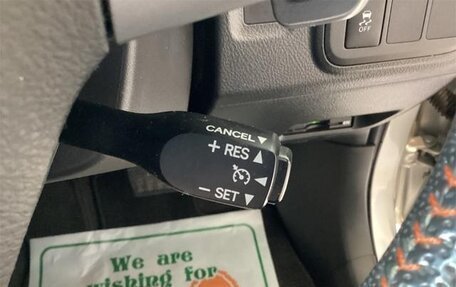 OFF
CANCEL ▼
+ RES ▲
◀
− SET ▼
We are
wishing for